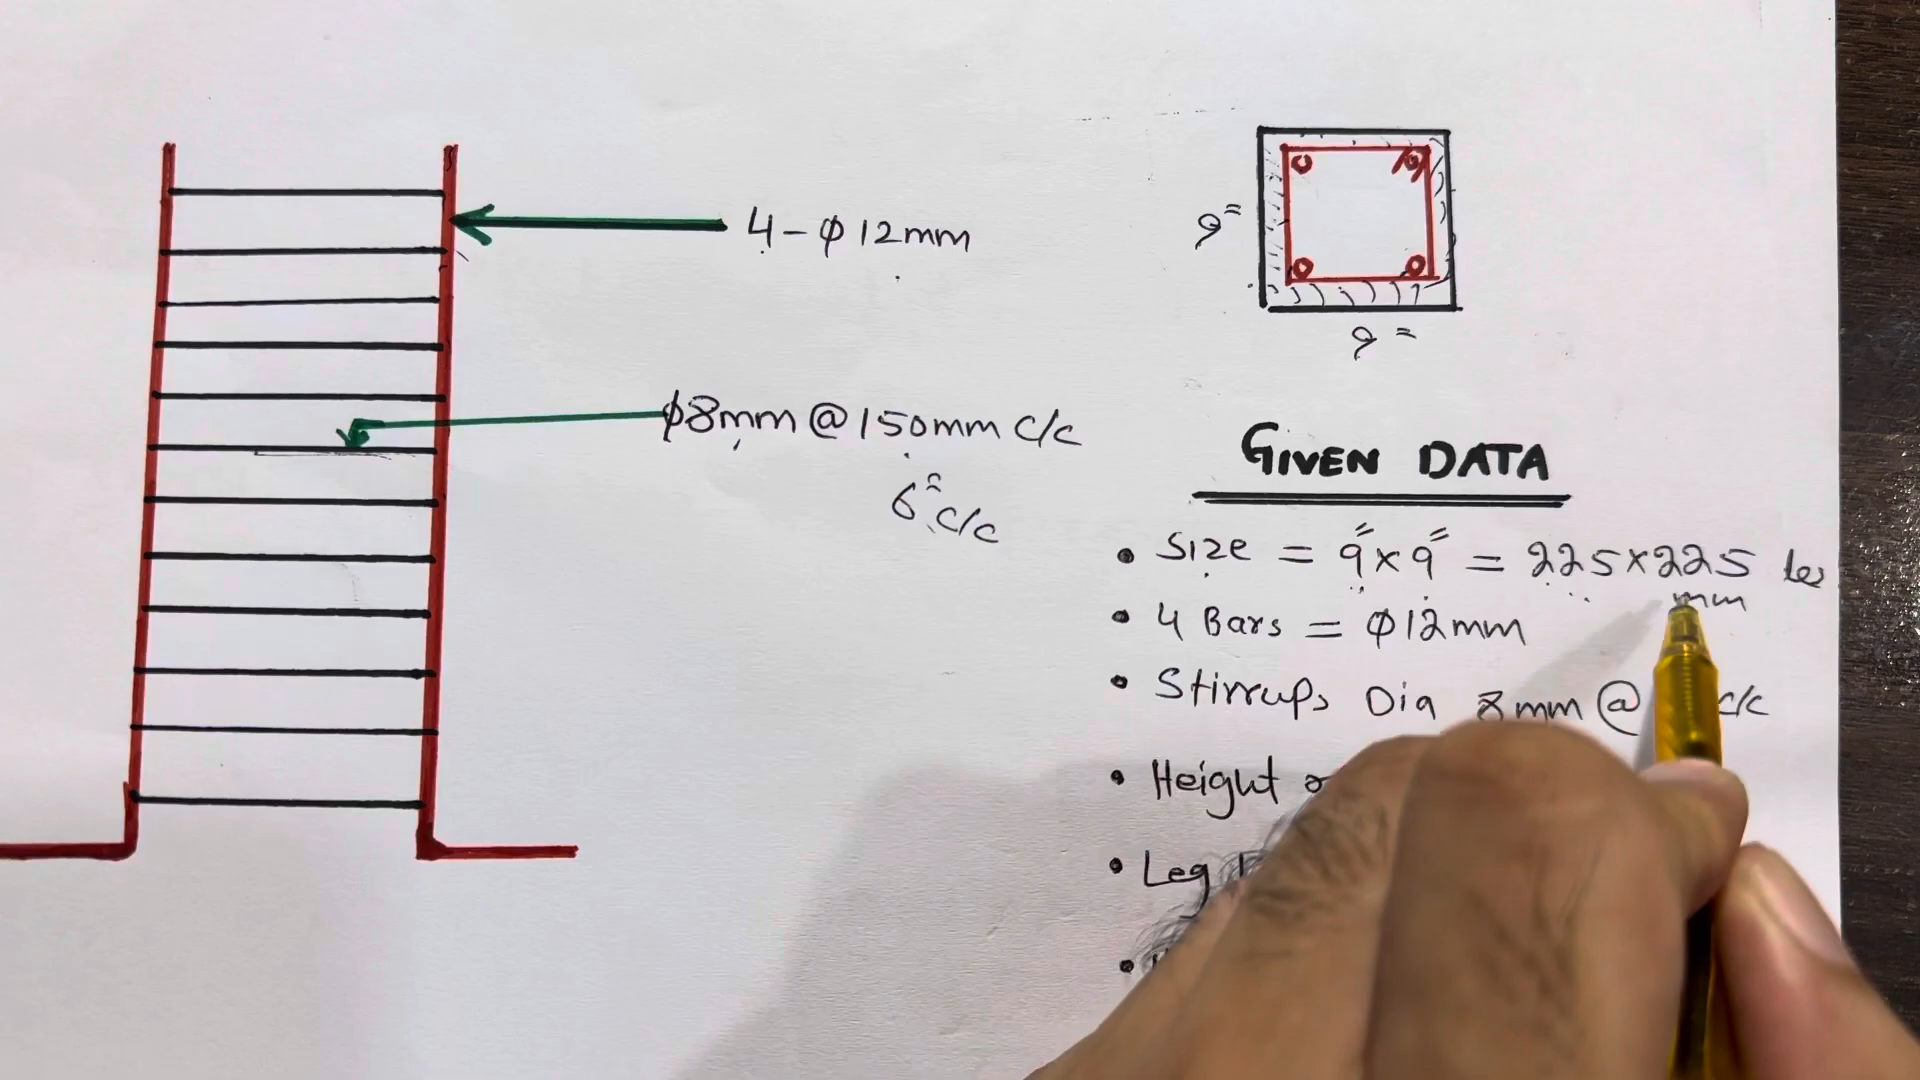 4-φ12mm
9"
9"
φ8mm@150mm c/c
6" c/c
GIVEN DATA
• Size = 9"x9" = 225x225
mm
• 4 Bars = φ12mm
• Stirrups Dia 8mm@ c/c
• Height
• Leg